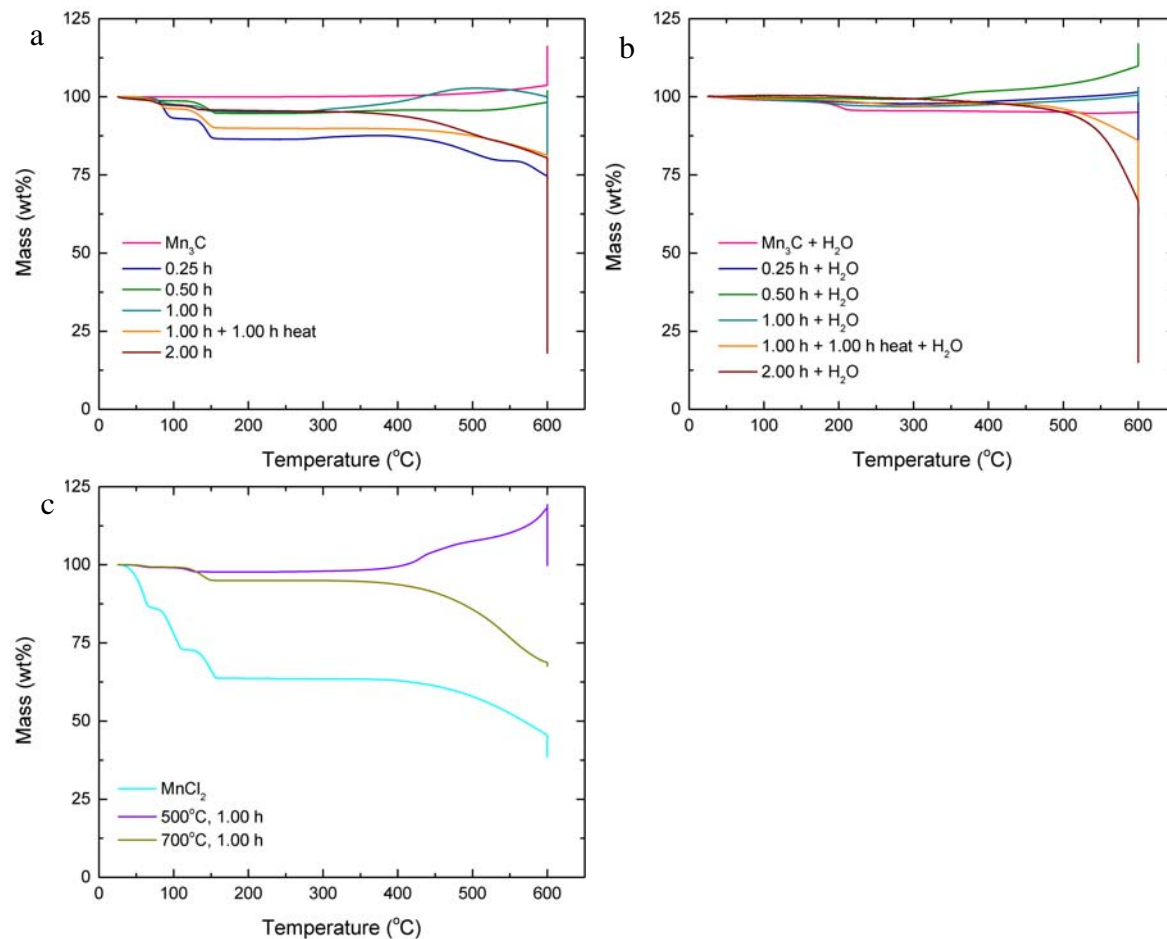 a
125
100
75
50
25
0
Mass (wt%)
Mn₃C
0.25 h
0.50 h
1.00 h
1.00 h + 1.00 h heat
2.00 h
0 100 200 300 400 500 600
Temperature (°C)
b
125
100
75
50
25
0
Mass (wt%)
Mn₃C + H₂O
0.25 h + H₂O
0.50 h + H₂O
1.00 h + H₂O
1.00 h + 1.00 h heat + H₂O
2.00 h + H₂O
0 100 200 300 400 500 600
Temperature (°C)
c
125
100
75
50
25
0
Mass (wt%)
MnCl₂
500°C, 1.00 h
700°C, 1.00 h
0 100 200 300 400 500 600
Temperature (°C)